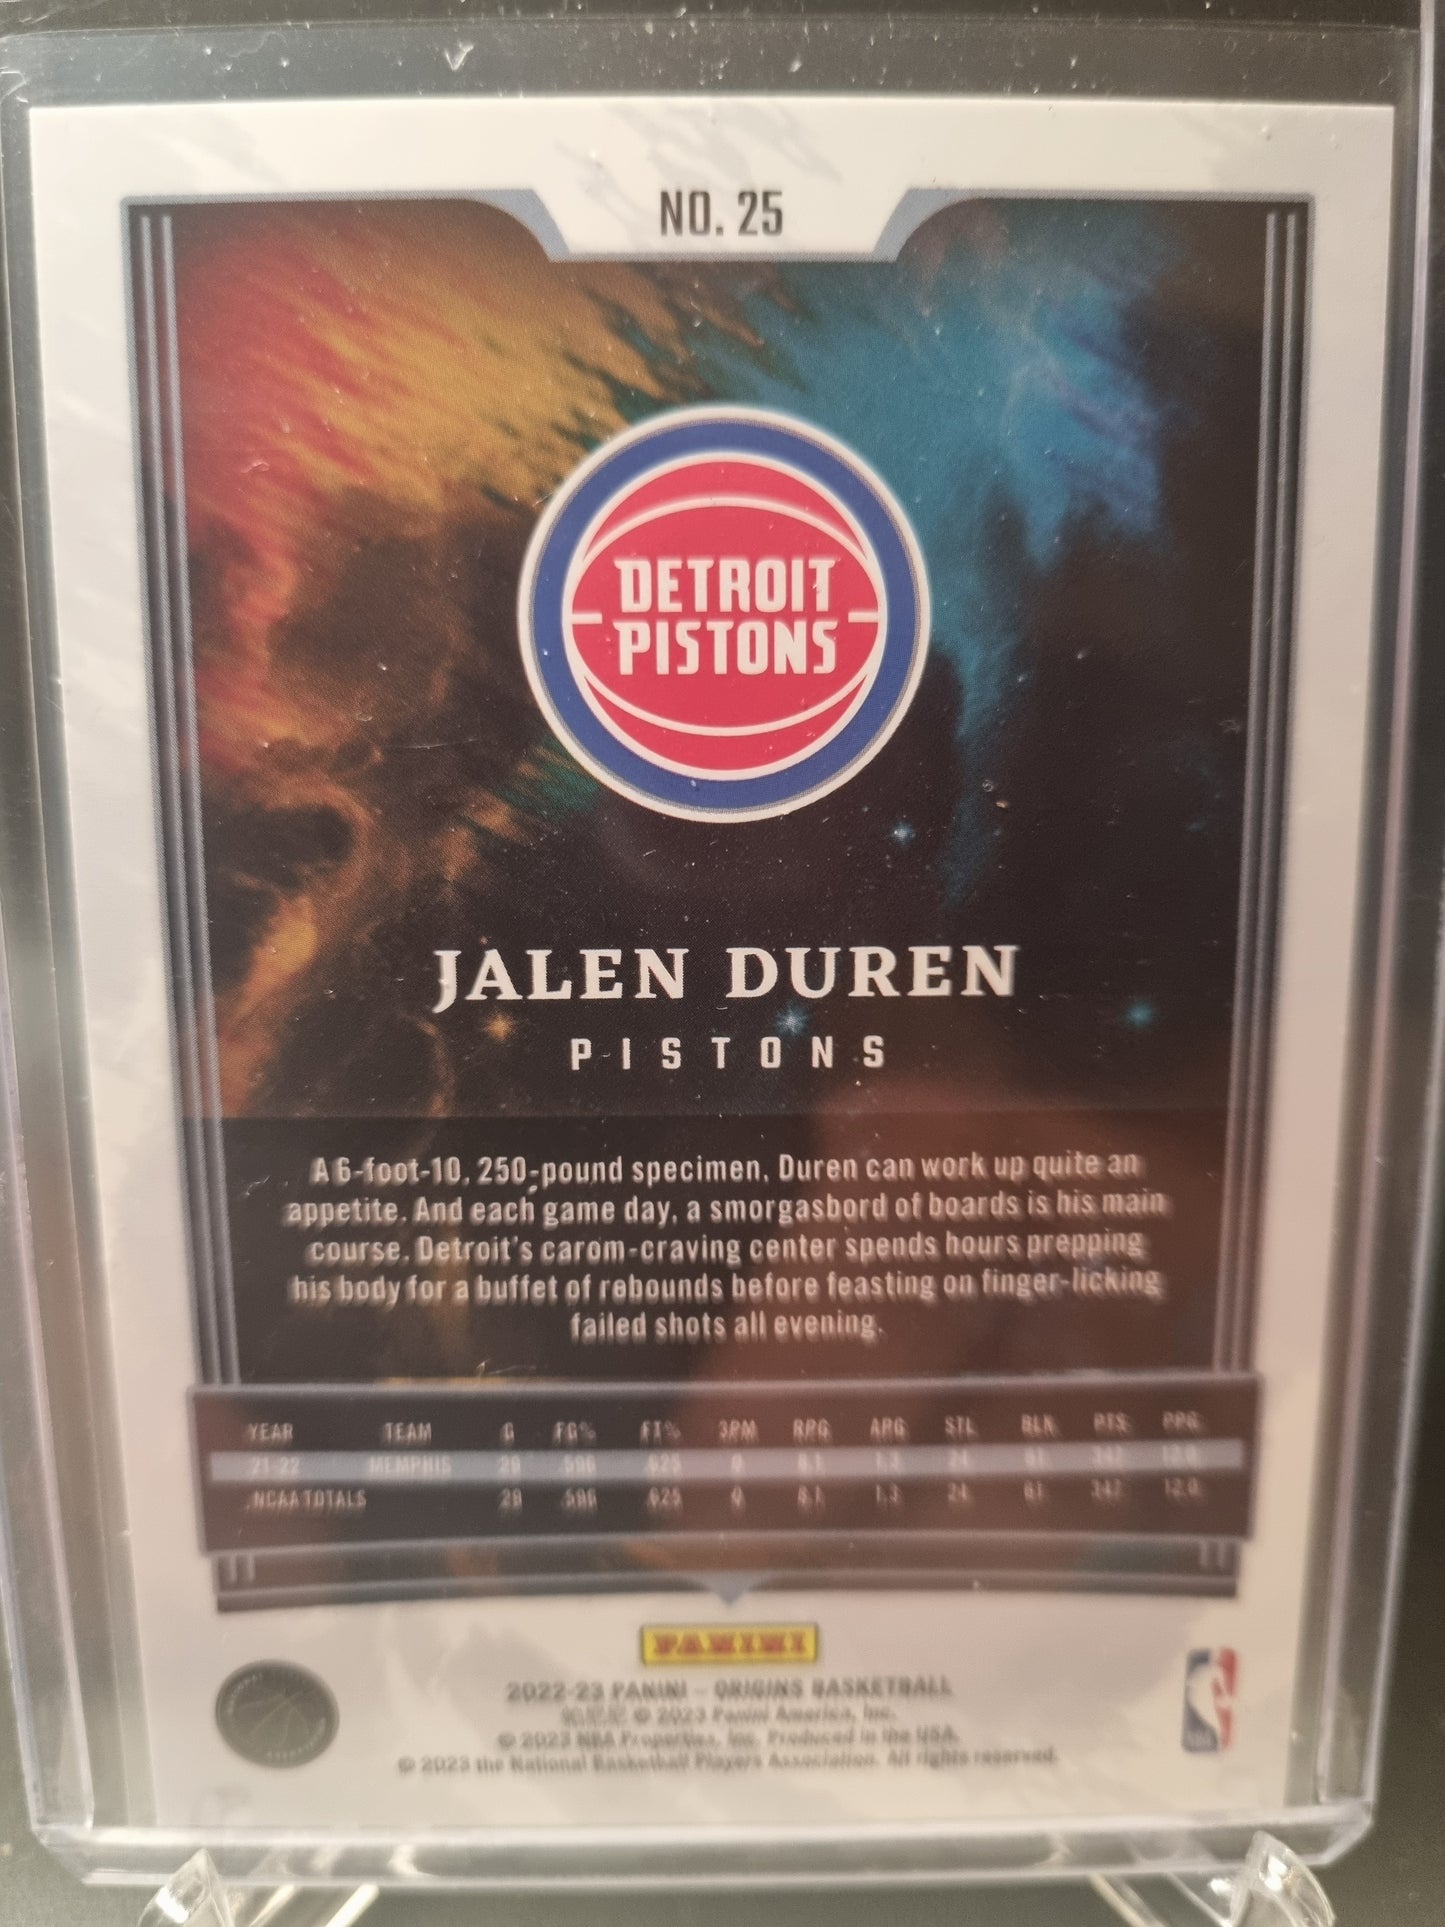 NO. 25
DETROIT
PISTONS
JALEN DUREN
PISTONS
A 6-foot-10, 250-pound specimen, Duren can work up quite an
appetite. And each game day, a smorgasbord of boards is his main
course. Detroit's carom-craving center spends hours prepping
his body for a buffet of rebounds before feasting on finger-licking
failed shots all evening.
YEAR TEAM G FG% FT% 3PM RPG APG STL BLK PTS PPG
21-22 MEMPHIS 29 .596 .625 0 8.1 1.3 24 61 347 12.0
NCAA TOTALS 29 .596 .625 0 8.1 1.3 24 61 347 12.0
PANINI
2022-23 PANINI – ORIGINS BASKETBALL
© 2023 Panini America, Inc.
© 2023 NBA Properties, Inc. Produced in the USA.
© 2023 the National Basketball Players Association. All rights reserved.